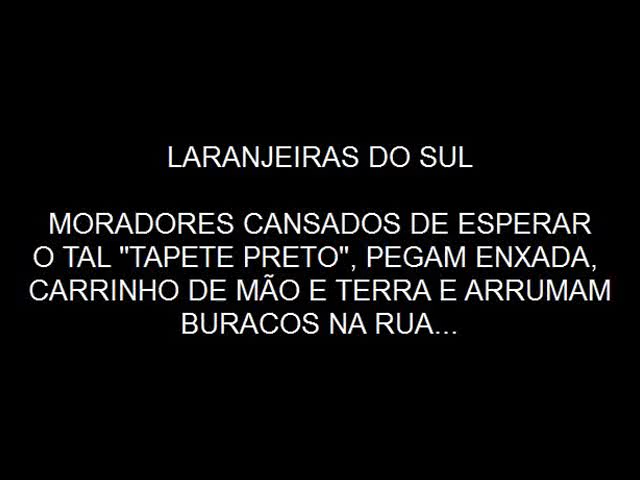 LARANJEIRAS DO SUL
MORADORES CANSADOS DE ESPERAR
O TAL "TAPETE PRETO", PEGAM ENXADA,
CARRINHO DE MÃO E TERRA E ARRUMAM
BURACOS NA RUA...